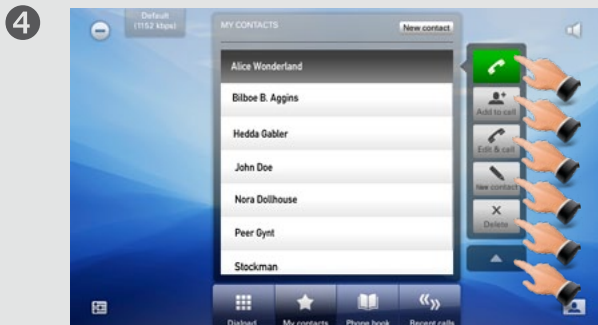 4
Default
(1152 kbps)
MY CONTACTS
New contact
Alice Wonderland
Bilboe B. Aggins
Hedda Gabler
John Doe
Nora Dollhouse
Peer Gynt
Stockman
Add to call
Edit & call
New contact
Delete
Dialpad
My contacts
Phone book
Recent calls